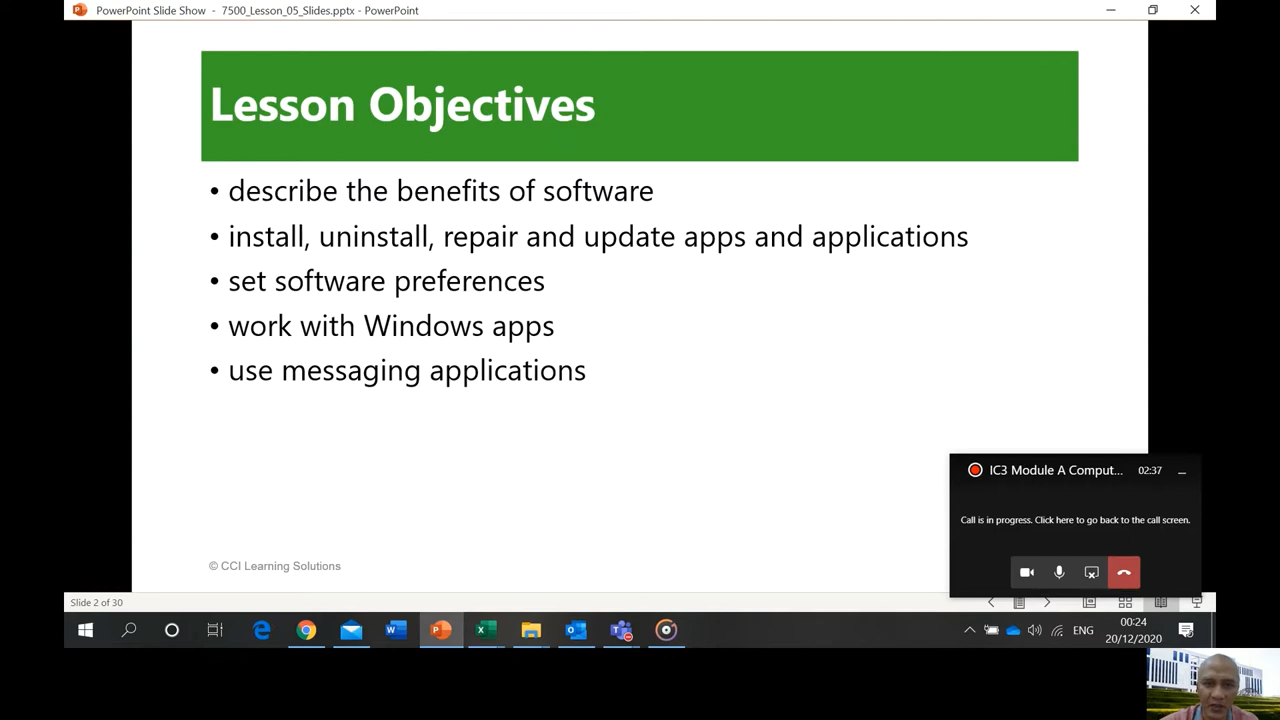 PowerPoint Slide Show - 7500_Lesson_05_Slides.pptx - PowerPoint
Lesson Objectives
• describe the benefits of software
• install, uninstall, repair and update apps and applications
• set software preferences
• work with Windows apps
• use messaging applications
IC3 Module A Comput... 02:37
Call is in progress. Click here to go back to the call screen.
© CCI Learning Solutions
Slide 2 of 30
ENG
00:24
20/12/2020